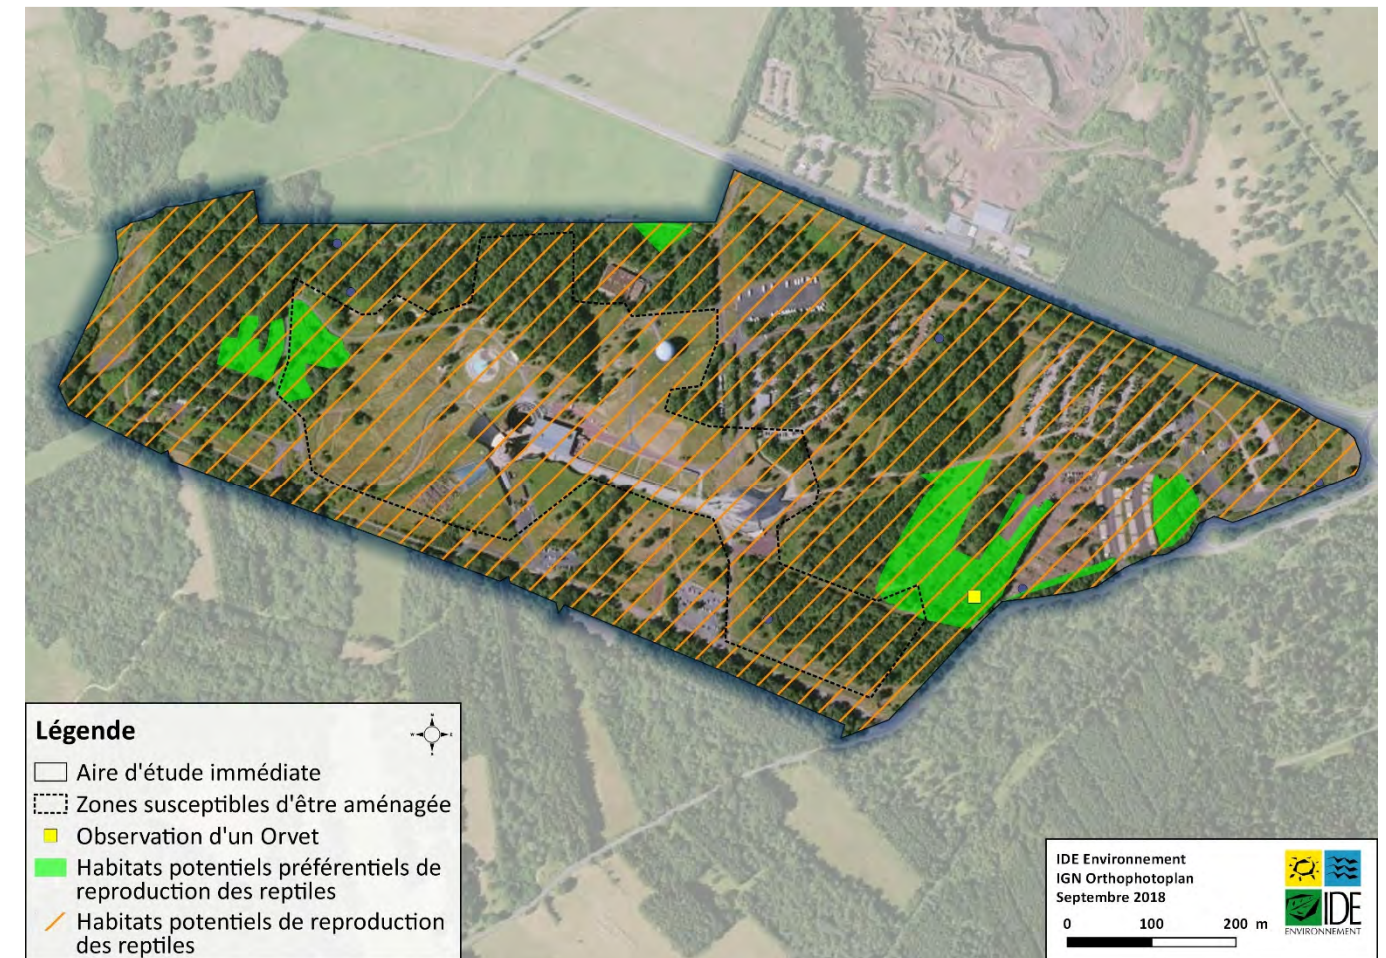 Légende
Aire d'étude immédiate
Zones susceptibles d'être aménagée
Observation d'un Orvet
Habitats potentiels préférentiels de
reproduction des reptiles
Habitats potentiels de reproduction
des reptiles
IDE Environnement
IGN Orthophotoplan
Septembre 2018
0 100 200 m
IDE
ENVIRONNEMENT